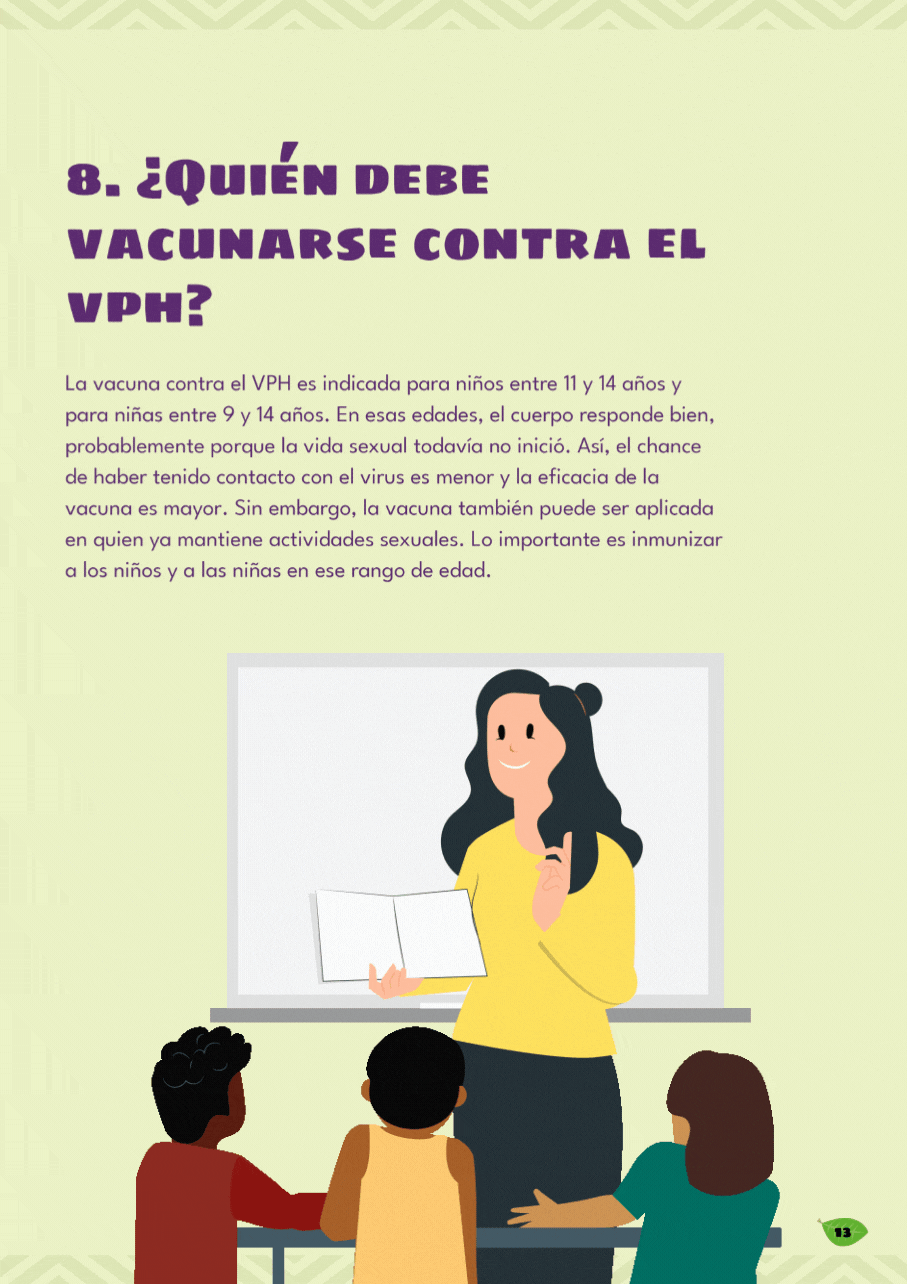 8. ¿Quién debe
vacunarse contra el
VPH?
La vacuna contra el VPH es indicada para niños entre 11 y 14 años y
para niñas entre 9 y 14 años. En esas edades, el cuerpo responde bien,
probablemente porque la vida sexual todavía no inició. Así, el chance
de haber tenido contacto con el virus es menor y la eficacia de la
vacuna es mayor. Sin embargo, la vacuna también puede ser aplicada
en quien ya mantiene actividades sexuales. Lo importante es inmunizar
a los niños y a las niñas en ese rango de edad.
13